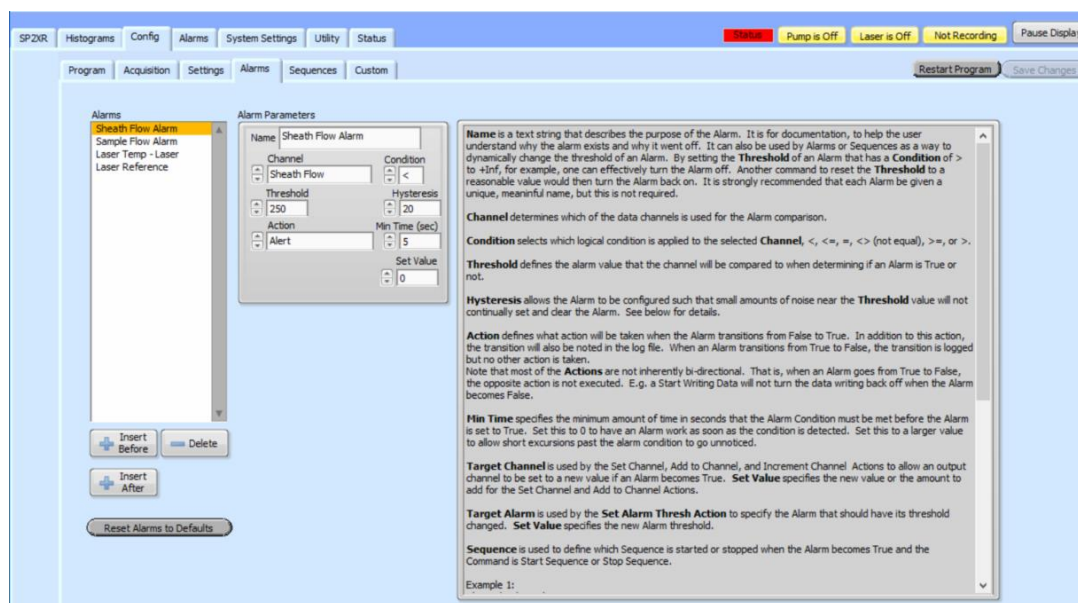 SP2XR Histograms Config Alarms System Settings Utility Status
Status Pump is Off Laser is Off Not Recording Pause Displa
Program Acquisition Settings Alarms Sequences Custom
Restart Program Save Changes
Alarms
Sheath Flow Alarm
Sample Flow Alarm
Laser Temp - Laser
Laser Reference
Insert Before
Delete
Insert After
Reset Alarms to Defaults
Alarm Parameters
Name Sheath Flow Alarm
Channel Condition
Sheath Flow <
Threshold Hysteresis
250 20
Action Min Time (sec)
Alert 5
Set Value
0
Name is a text string that describes the purpose of the Alarm. It is for documentation, to help the user
understand why the alarm exists and why it went off. It can also be used by Alarms or Sequences as a way to
dynamically change the threshold of an Alarm. By setting the Threshold of an Alarm that has a Condition of >
to +Inf, for example, one can effectively turn the Alarm off. Another command to reset the Threshold to a
reasonable value would then turn the Alarm back on. It is strongly recommended that each Alarm be given a
unique, meaninful name, but this is not required.
Channel determines which of the data channels is used for the Alarm comparison.
Condition selects which logical condition is applied to the selected Channel, <, <=, =, <> (not equal), >=, or >.
Threshold defines the alarm value that the channel will be compared to when determining if an Alarm is True or
not.
Hysteresis allows the Alarm to be configured such that small amounts of noise near the Threshold value will not
continually set and clear the Alarm. See below for details.
Action defines what action will be taken when the Alarm transitions from False to True. In addition to this action,
the transition will also be noted in the log file. When an Alarm transitions from True to False, the transition is logged
but no other action is taken.
Note that most of the Actions are not inherently bi-directional. That is, when an Alarm goes from True to False,
the opposite action is not executed. E.g. a Start Writing Data will not turn the data writing back off when the Alarm
becomes False.
Min Time specifies the minimum amount of time in seconds that the Alarm Condition must be met before the Alarm
is set to True. Set this to 0 to have an Alarm work as soon as the condition is detected. Set this to a larger value
to allow short excursions past the alarm condition to go unnoticed.
Target Channel is used by the Set Channel, Add to Channel, and Increment Channel Actions to allow an output
channel to be set to a new value if an Alarm becomes True. Set Value specifies the new value or the amount to
add for the Set Channel and Add to Channel Actions.
Target Alarm is used by the Set Alarm Thresh Action to specify the Alarm that should have its threshold
changed. Set Value specifies the new Alarm threshold.
Sequence is used to define which Sequence is started or stopped when the Alarm becomes True and the
Command is Start Sequence or Stop Sequence.
Example 1: